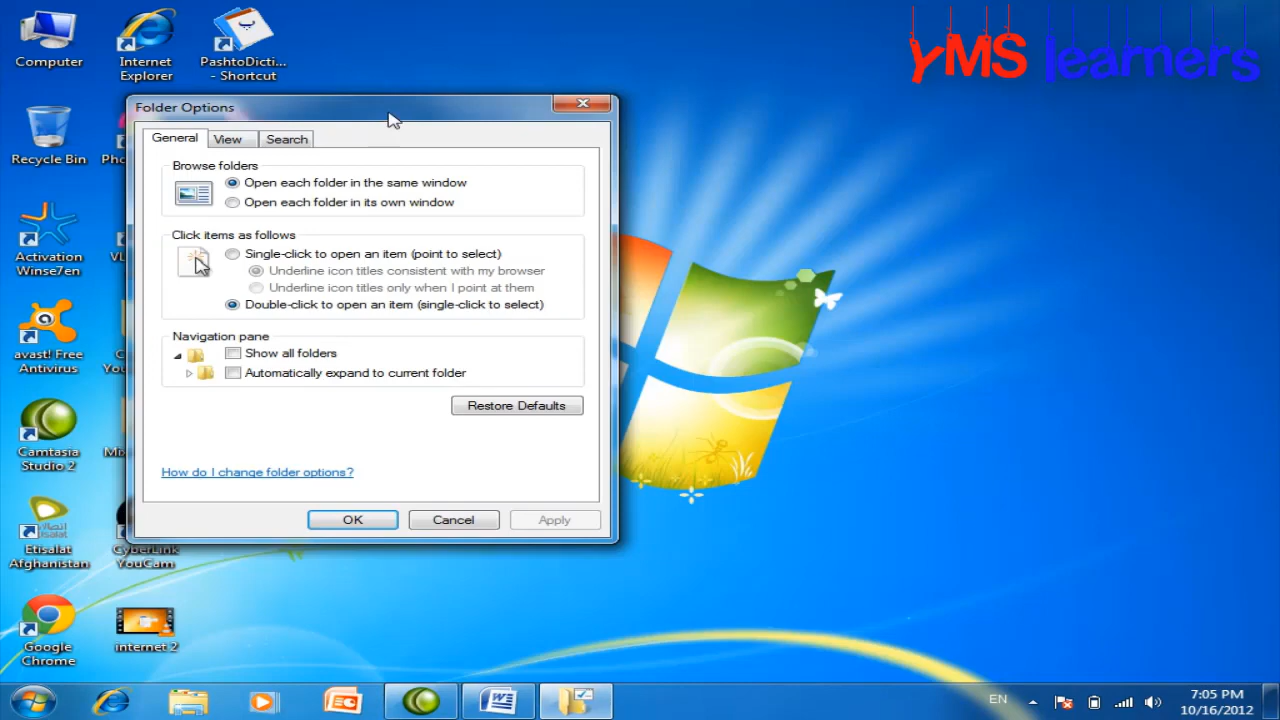 YMS learners
Computer
Internet
Explorer
PashtoDicti...
- Shortcut
Recycle Bin
Activation
Winse7en
avast! Free
Antivirus
Camtasia
Studio 2
Etisalat
Afghanistan
CyberLink
YouCam
Google
Chrome
internet 2
Folder Options
General
View
Search
Browse folders
Open each folder in the same window
Open each folder in its own window
Click items as follows
Single-click to open an item (point to select)
Underline icon titles consistent with my browser
Underline icon titles only when I point at them
Double-click to open an item (single-click to select)
Navigation pane
Show all folders
Automatically expand to current folder
Restore Defaults
How do I change folder options?
OK
Cancel
Apply
EN
7:05 PM
10/16/2012